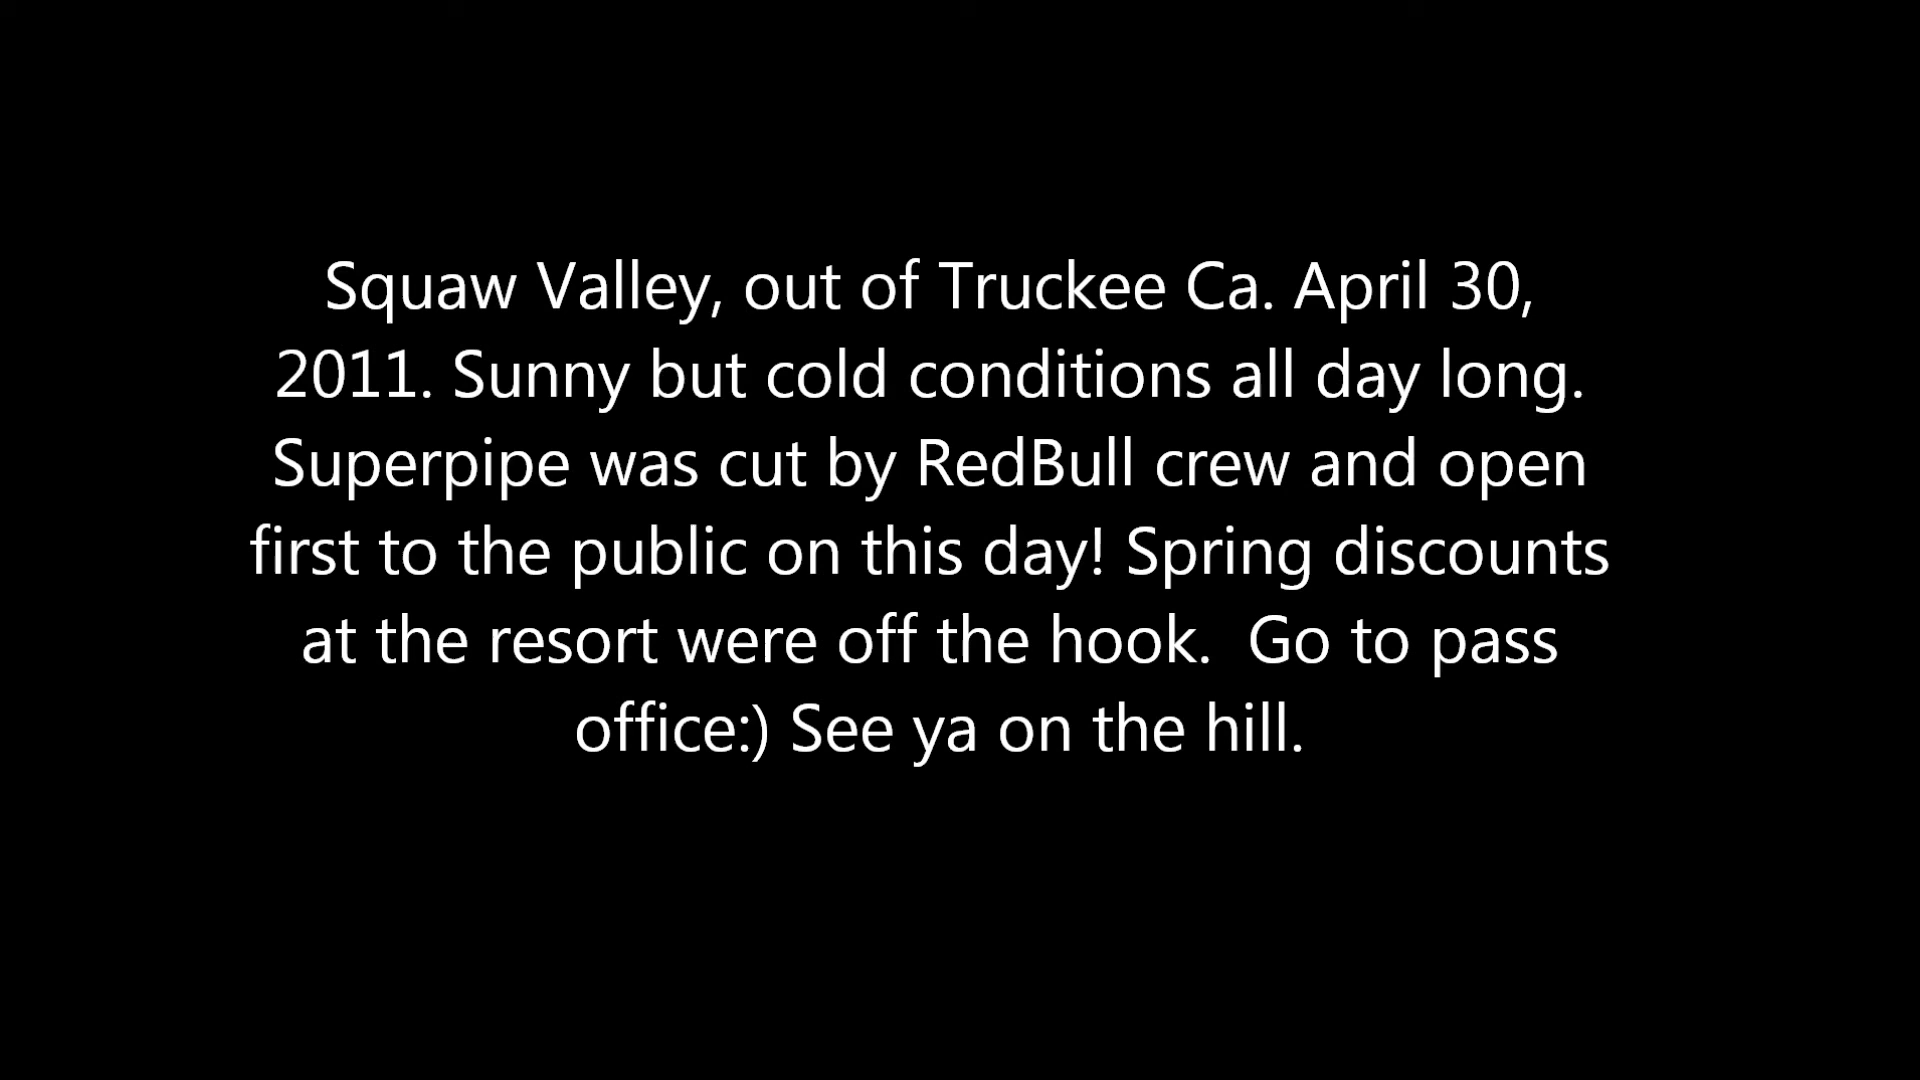 Squaw Valley, out of Truckee Ca. April 30,
2011. Sunny but cold conditions all day long.
Superpipe was cut by RedBull crew and open
first to the public on this day! Spring discounts
at the resort were off the hook.  Go to pass
office:) See ya on the hill.